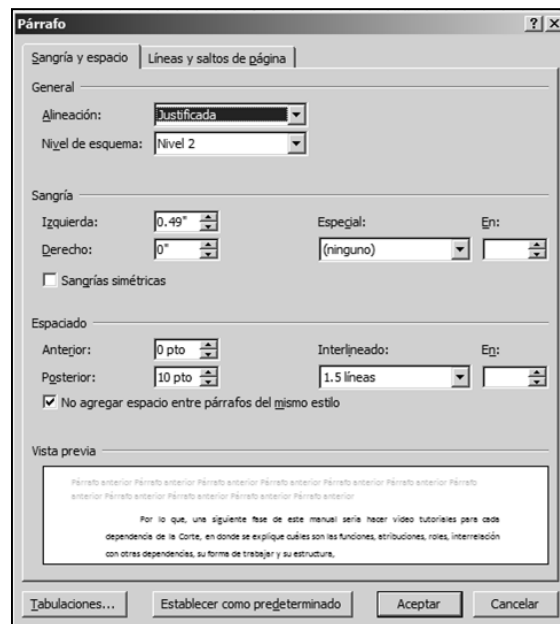 Párrafo
Sangría y espacio Líneas y saltos de página
General
Alineación: Justificada
Nivel de esquema: Nivel 2
Sangría
Izquierda: 0.49" Especial: En:
Derecho: 0" (ninguno)
Sangrías simétricas
Espaciado
Anterior: 0 pto Interlineado: En:
Posterior: 10 pto 1.5 líneas
No agregar espacio entre párrafos del mismo estilo
Vista previa
Párrafo anterior Párrafo anterior Párrafo anterior Párrafo anterior Párrafo anterior Párrafo
anterior Párrafo anterior Párrafo anterior Párrafo anterior Párrafo anterior
Por lo que, una siguiente fase de este manual sería hacer video tutoriales para cada
dependencia de la Corte, en donde se explique cuáles son las funciones, atribuciones, roles, interrelación
con otras dependencias, su forma de trabajar y su estructura,
Tabulaciones... Establecer como predeterminado Aceptar Cancelar